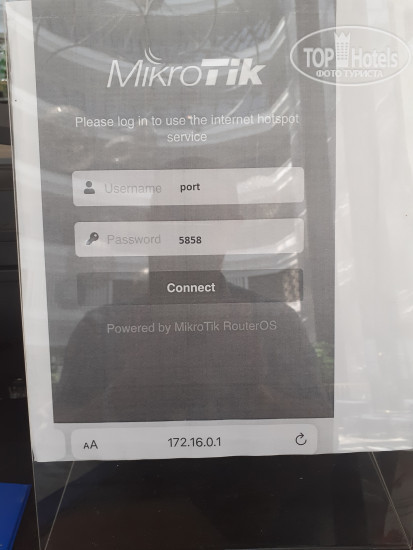 TOP Hotels
ФОТО ТУРИСТА
MikroTik
Please log in to use the internet hotspot
service
Username port
Password 5858
Connect
Powered by MikroTik RouterOS
AA 172.16.0.1